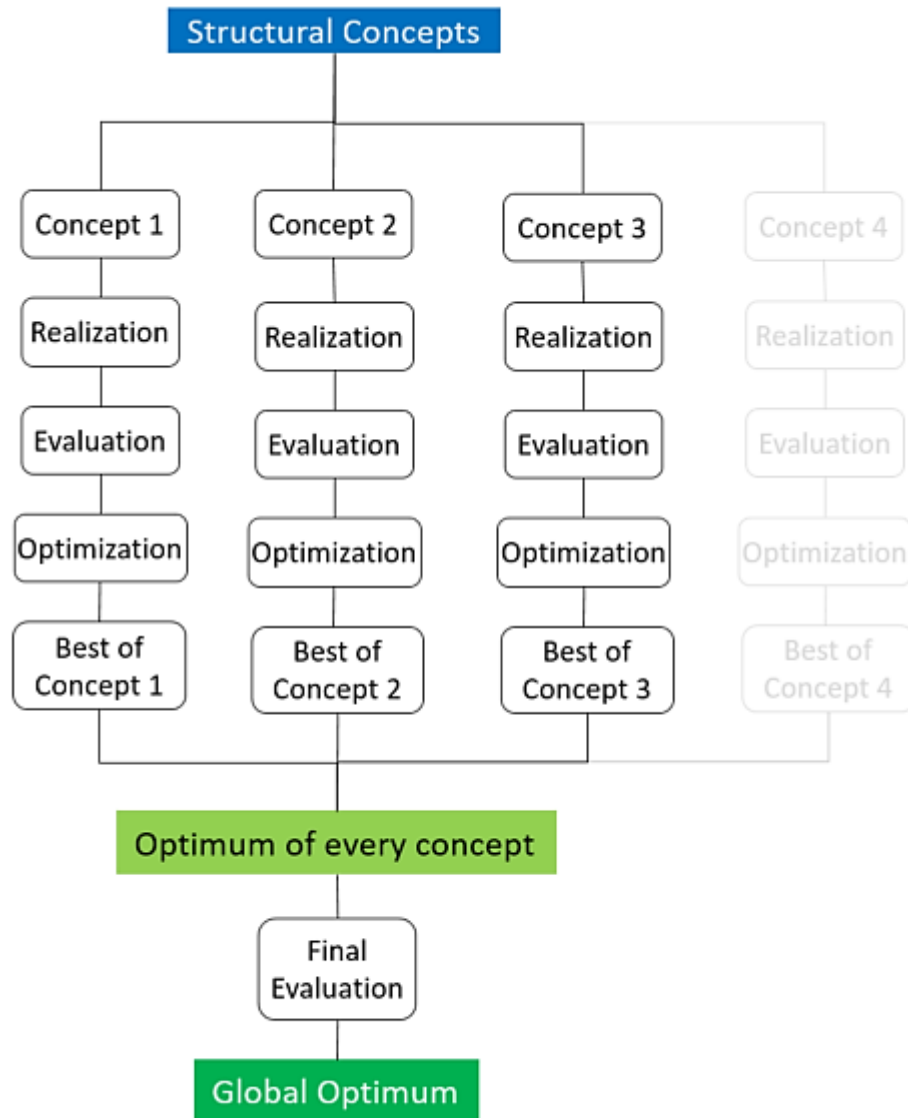 Structural Concepts
Concept 1
Concept 2
Concept 3
Concept 4
Realization
Realization
Realization
Realization
Evaluation
Evaluation
Evaluation
Evaluation
Optimization
Optimization
Optimization
Optimization
Best of
Concept 1
Best of
Concept 2
Best of
Concept 3
Best of
Concept 4
Optimum of every concept
Final
Evaluation
Global Optimum